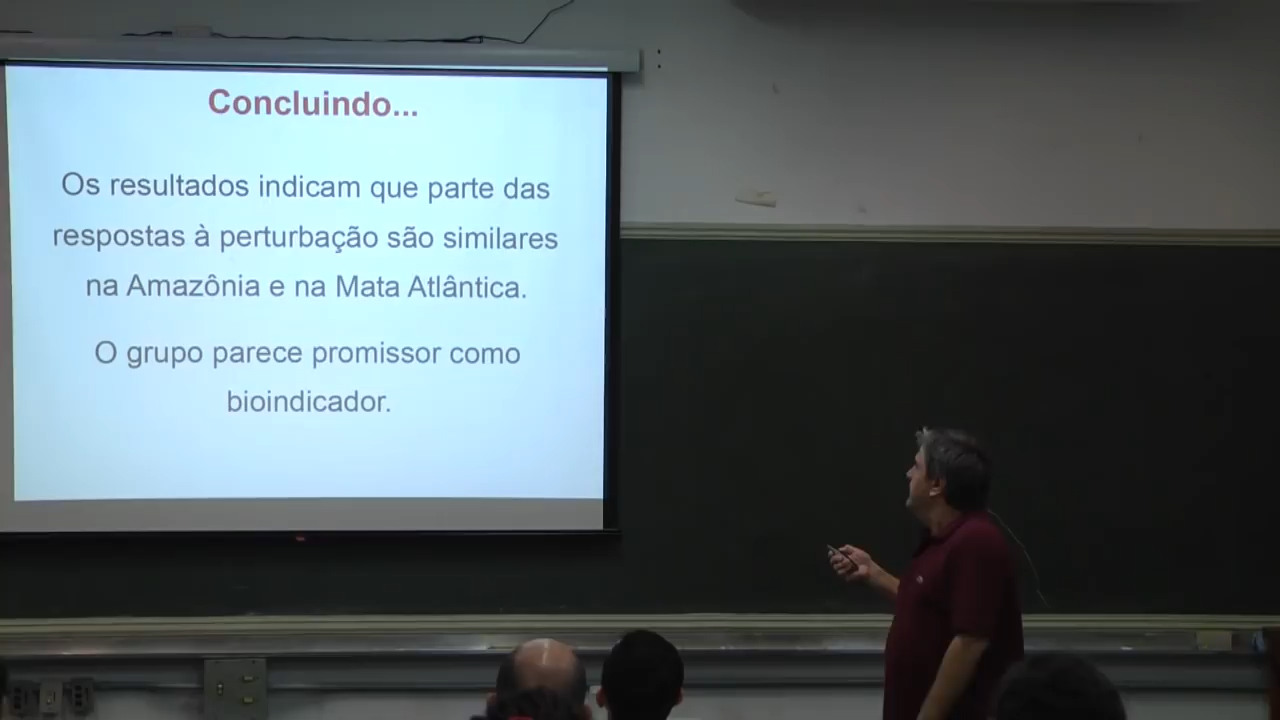 Concluindo...
Os resultados indicam que parte das
respostas à perturbação são similares
na Amazônia e na Mata Atlântica.
O grupo parece promissor como
bioindicador.